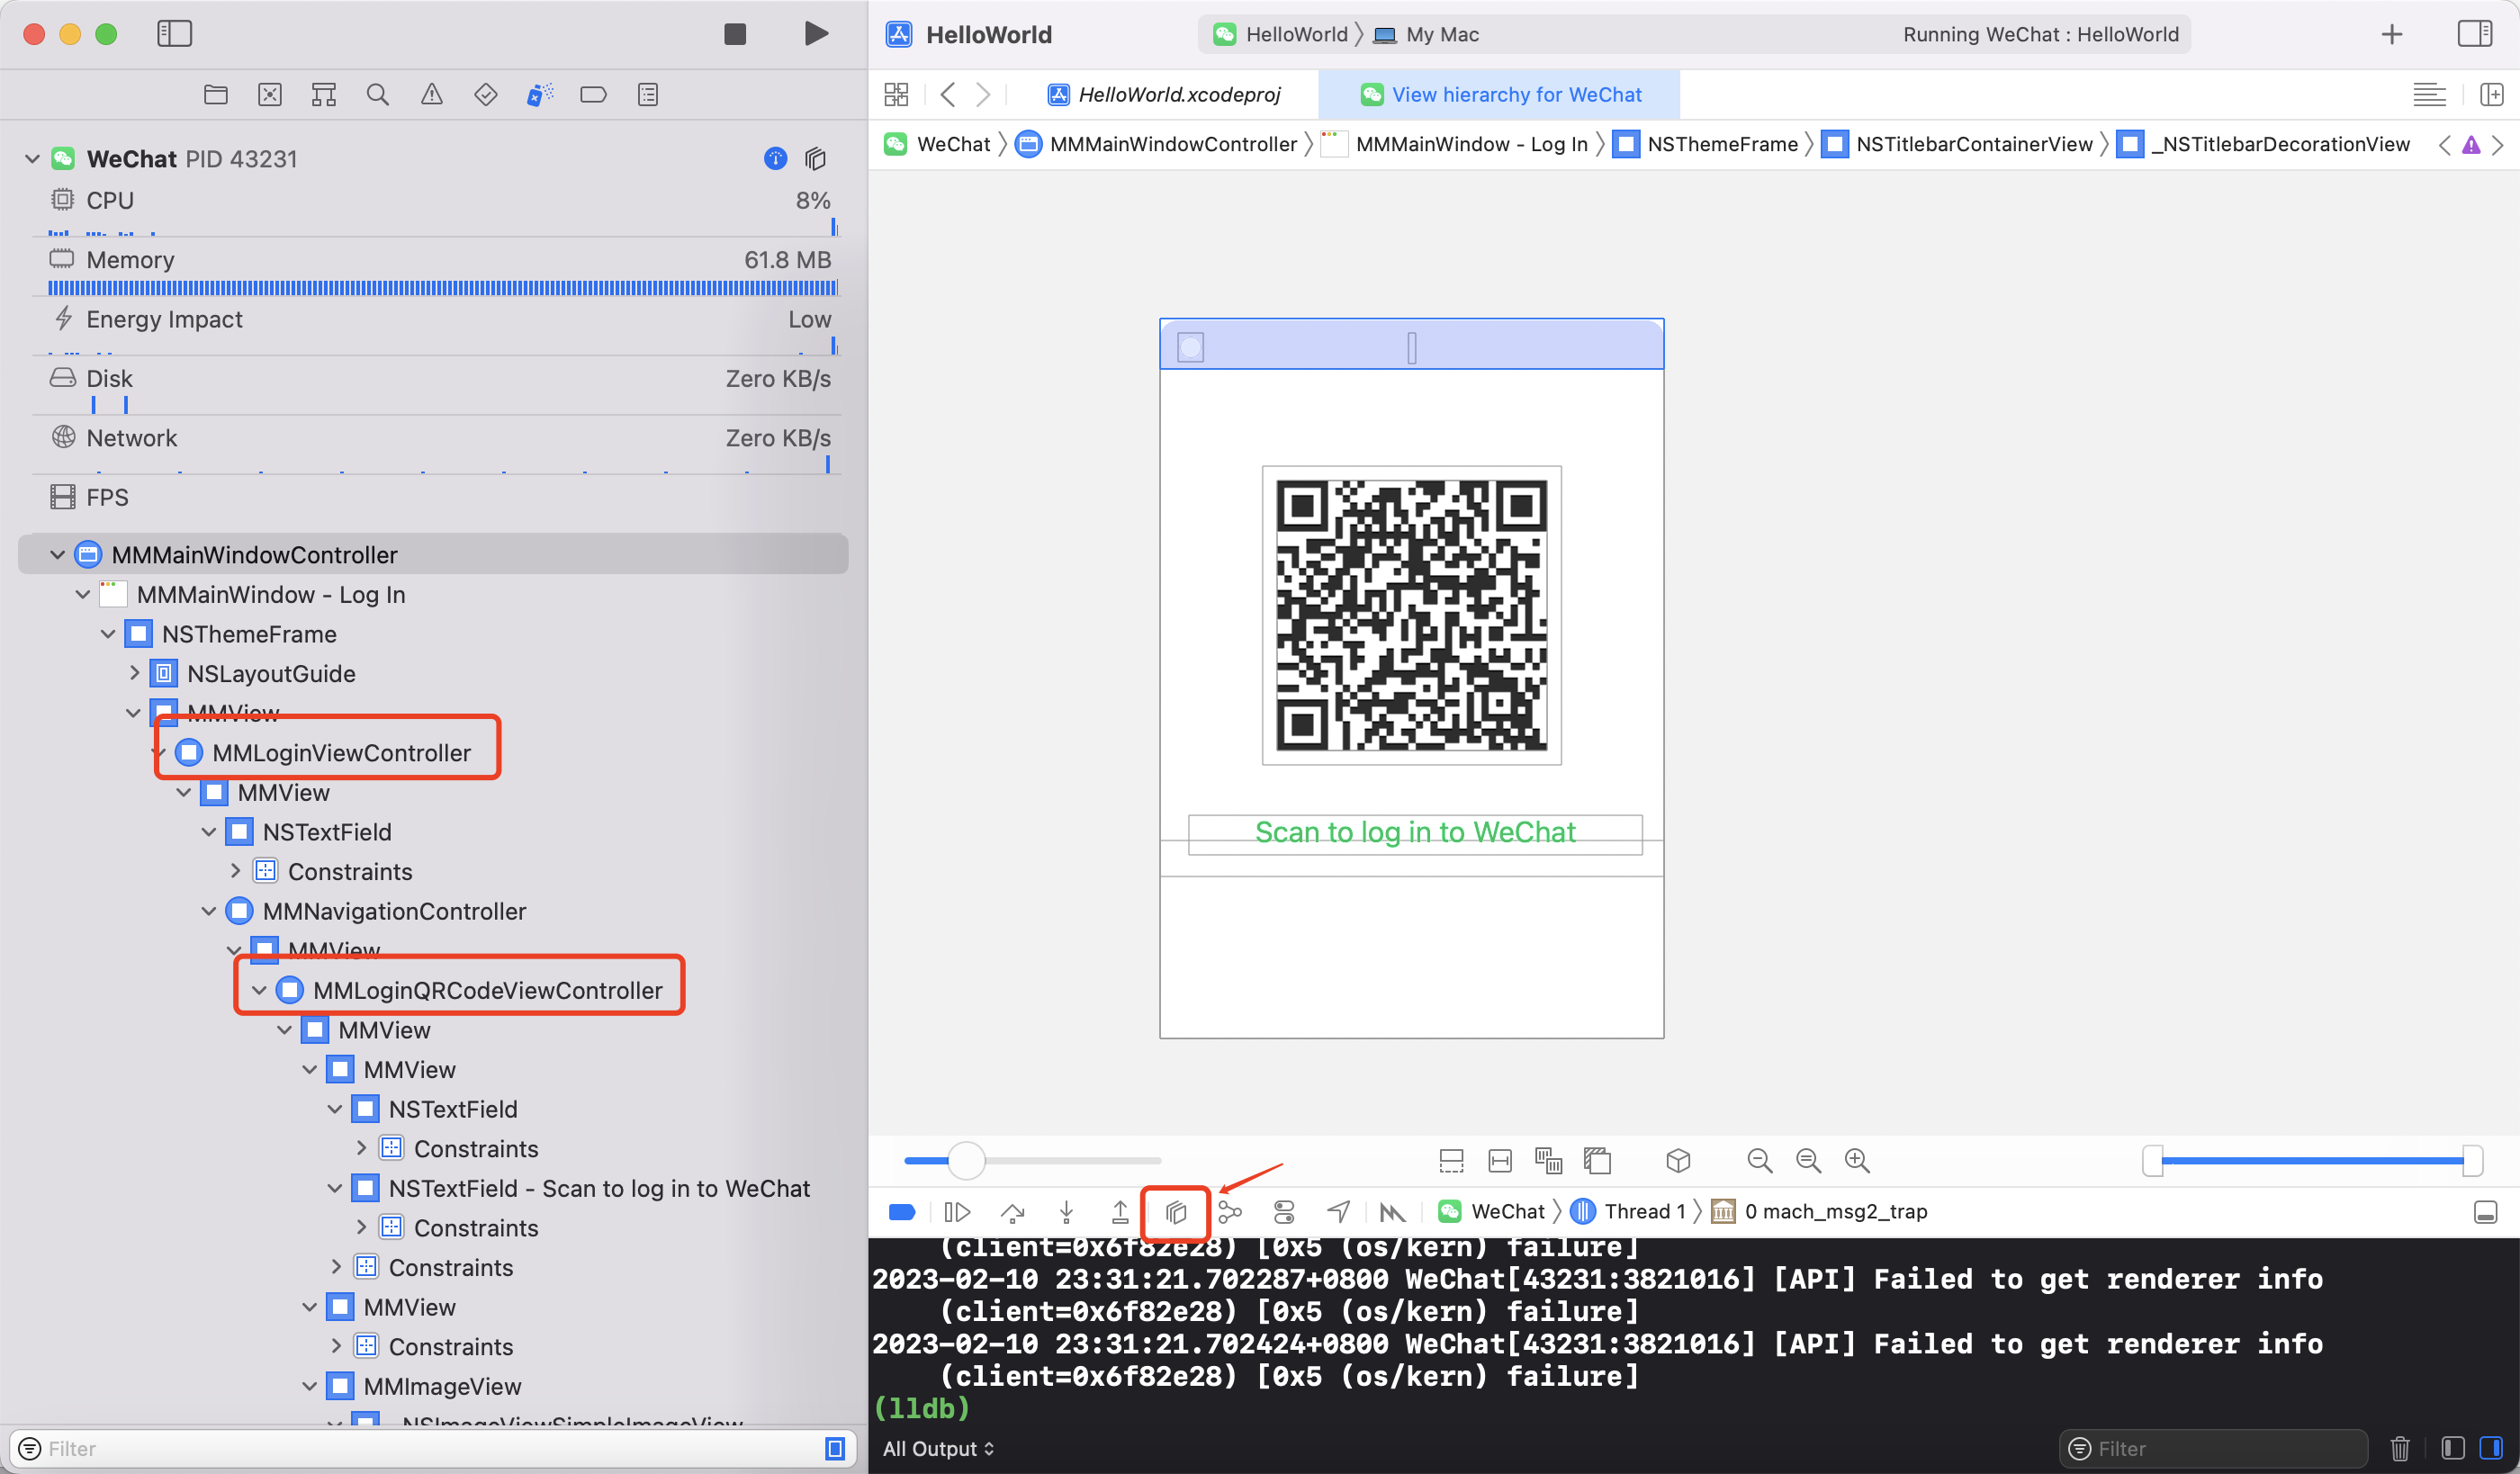 HelloWorld
HelloWorld
My Mac
Running WeChat : HelloWorld
HelloWorld.xcodeproj
View hierarchy for WeChat
WeChat
MMMainWindowController
MMMainWindow - Log In
NSThemeFrame
NSTitlebarContainerView
_NSTitlebarDecorationView
WeChat PID 43231
CPU
8%
Memory
61.8 MB
Energy Impact
Low
Disk
Zero KB/s
Network
Zero KB/s
FPS
MMMainWindowController
MMMainWindow - Log In
NSThemeFrame
NSLayoutGuide
MMView
MMLoginViewController
MMView
NSTextField
Constraints
MMNavigationController
MMView
MMLoginQRCodeViewController
MMView
MMView
NSTextField
Constraints
NSTextField - Scan to log in to WeChat
Constraints
Constraints
MMView
Constraints
MMImageView
_NSImageViewSimpleImageView
Filter
Scan to log in to WeChat
WeChat
Thread 1
0 mach_msg2_trap
(client=0x6f82e28) [0x5 (os/kern) failure]
2023-02-10 23:31:21.702287+0800 WeChat[43231:3821016] [API] Failed to get renderer info
(client=0x6f82e28) [0x5 (os/kern) failure]
2023-02-10 23:31:21.702424+0800 WeChat[43231:3821016] [API] Failed to get renderer info
(client=0x6f82e28) [0x5 (os/kern) failure]
(lldb)
All Output
Filter